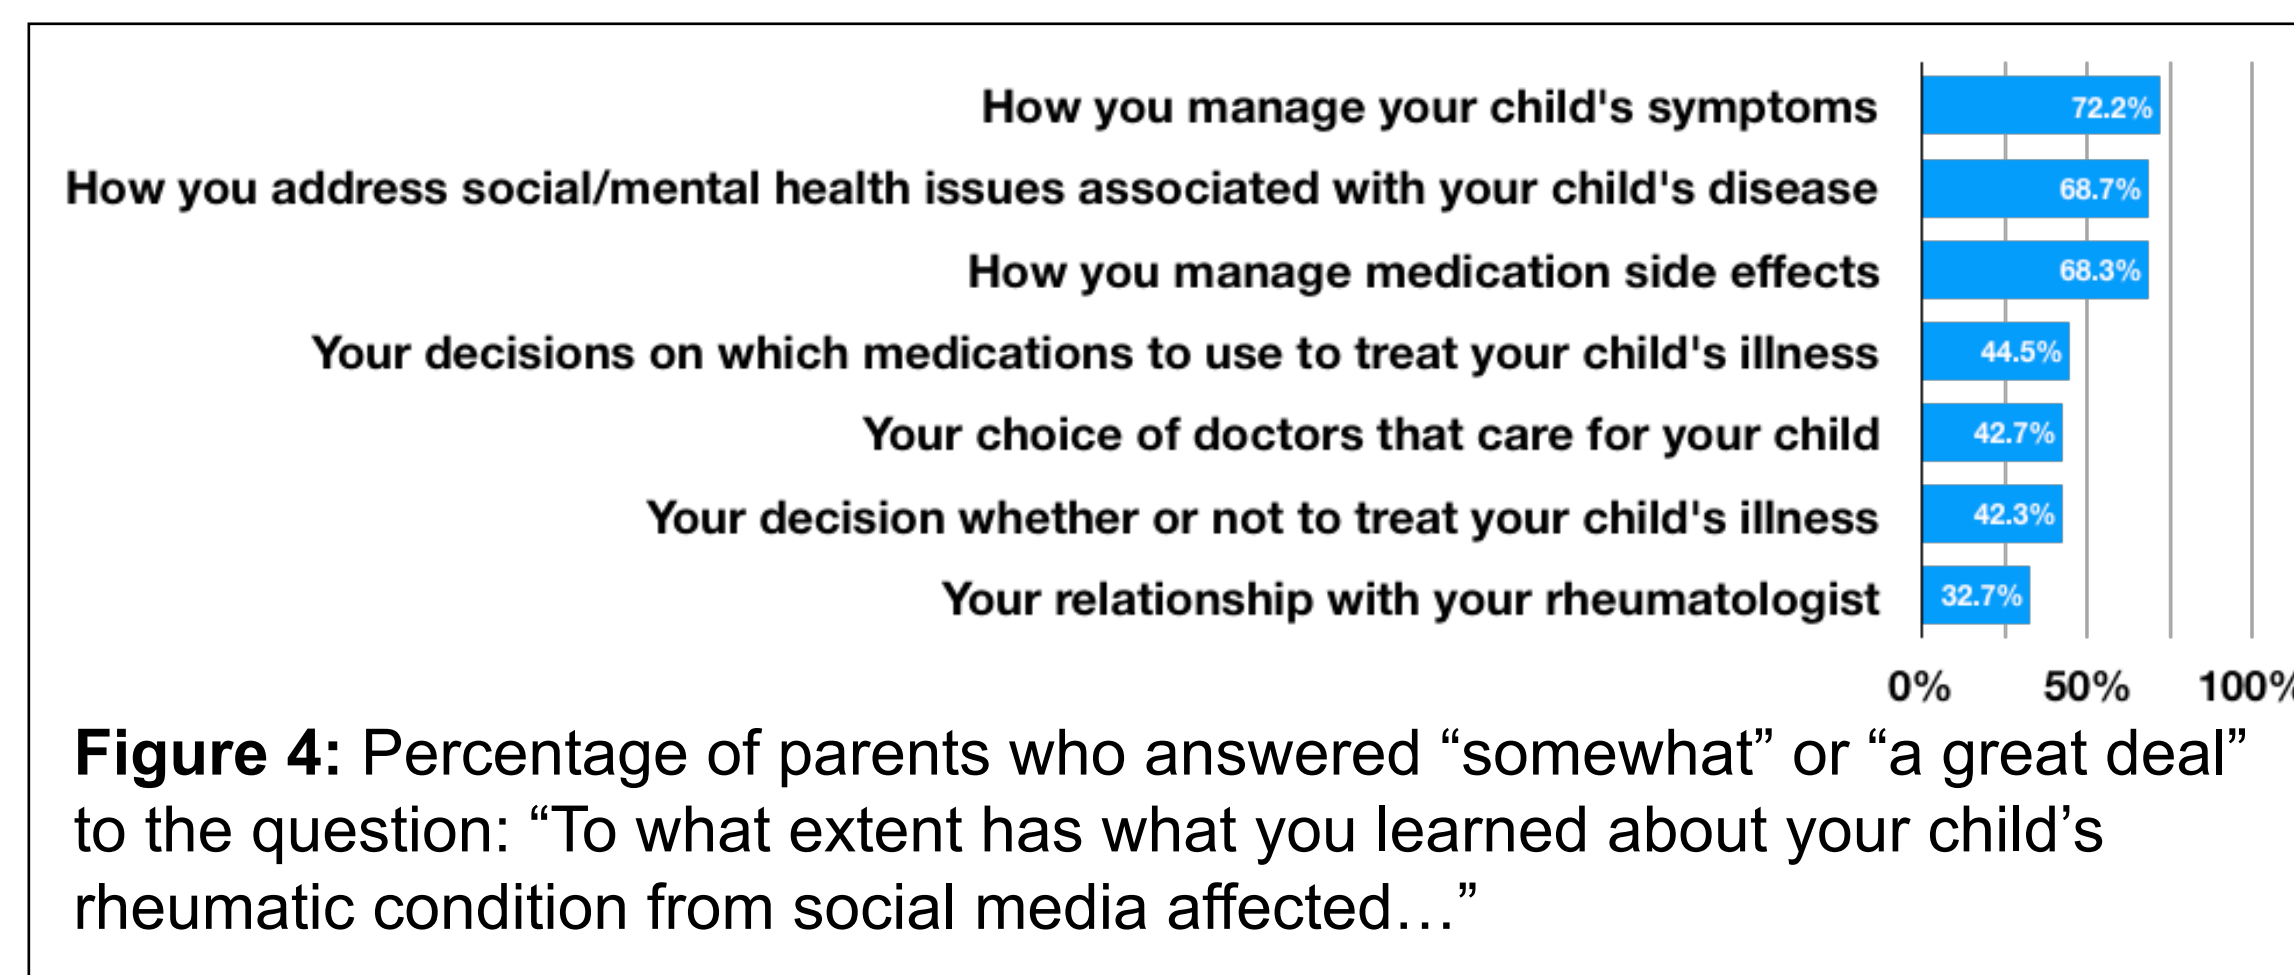 How you manage your child's symptoms 72.2%
How you address social/mental health issues associated with your child's disease 68.7%
How you manage medication side effects 68.3%
Your decisions on which medications to use to treat your child's illness 44.5%
Your choice of doctors that care for your child 42.7%
Your decision whether or not to treat your child's illness 42.3%
Your relationship with your rheumatologist 32.7%
0% 50% 100%
Figure 4: Percentage of parents who answered “somewhat” or “a great deal”
to the question: “To what extent has what you learned about your child’s
rheumatic condition from social media affected…”